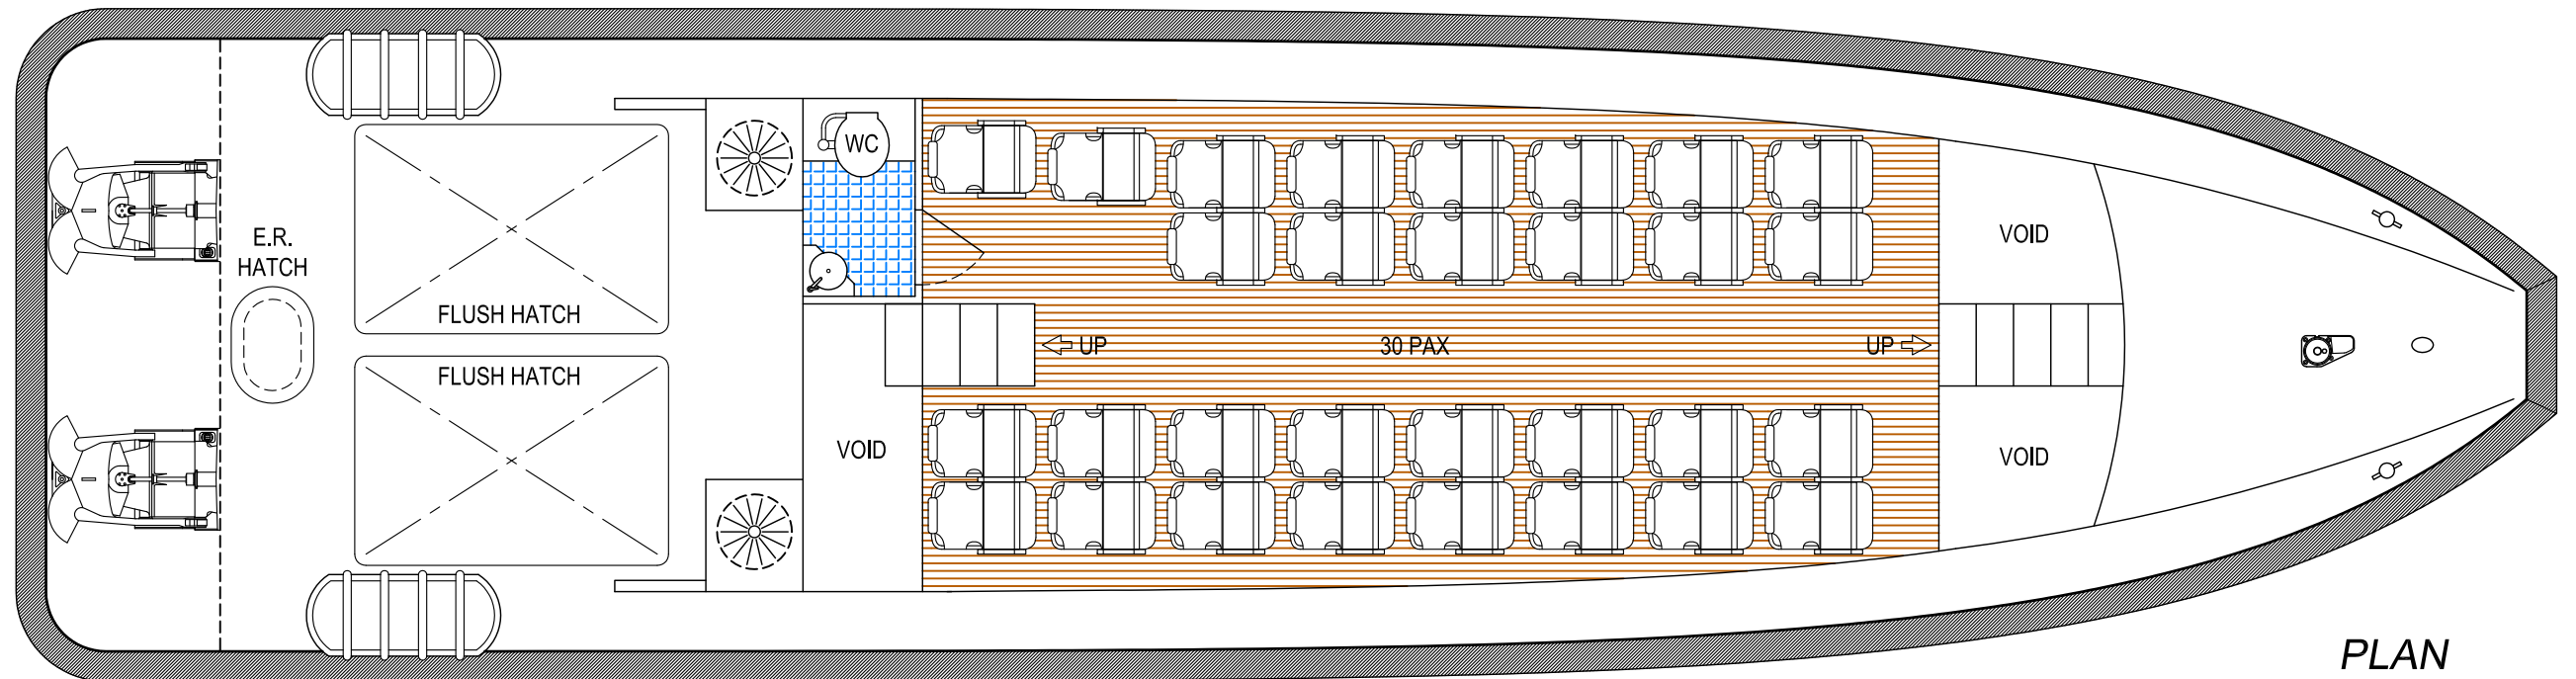 WC
E.R.
HATCH
FLUSH HATCH
FLUSH HATCH
VOID
UP
30 PAX
UP
VOID
VOID
PLAN